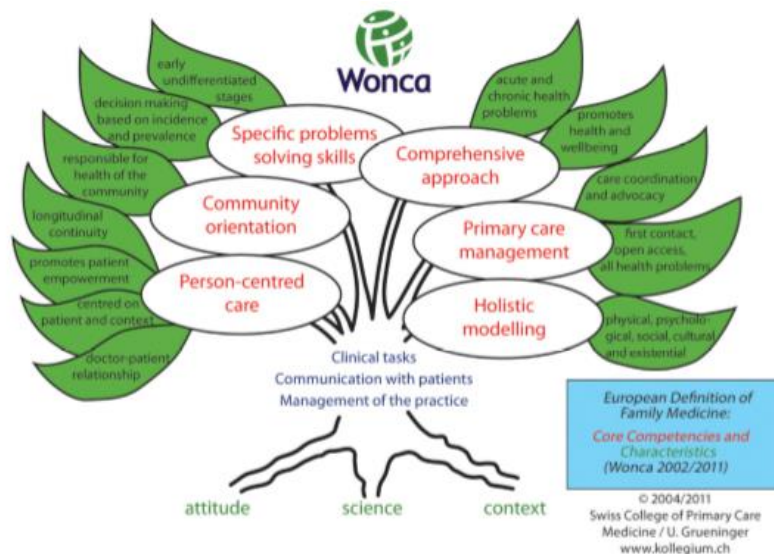 Wonca
early
undifferentiated
stages
decision making
based on incidence
and prevalence
responsible for
health of the
community
longitudinal
continuity
promotes patient
empowerment
centred on
patient and context
doctor-patient
relationship
Specific problems
solving skills
Community
orientation
Person-centred
care
Comprehensive
approach
Primary care
management
Holistic
modelling
acute and
chronic health
problems
promotes
health and
wellbeing
care coordination
and advocacy
first contact,
open access,
all health problems
physical, psycholo-
gical, social, cultural
and existential
Clinical tasks
Communication with patients
Management of the practice
attitude
science
context
European Definition of
Family Medicine:
Core Competencies and
Characteristics
(Wonca 2002/2011)
© 2004/2011
Swiss College of Primary Care
Medicine / U. Grueninger
www.kollegium.ch